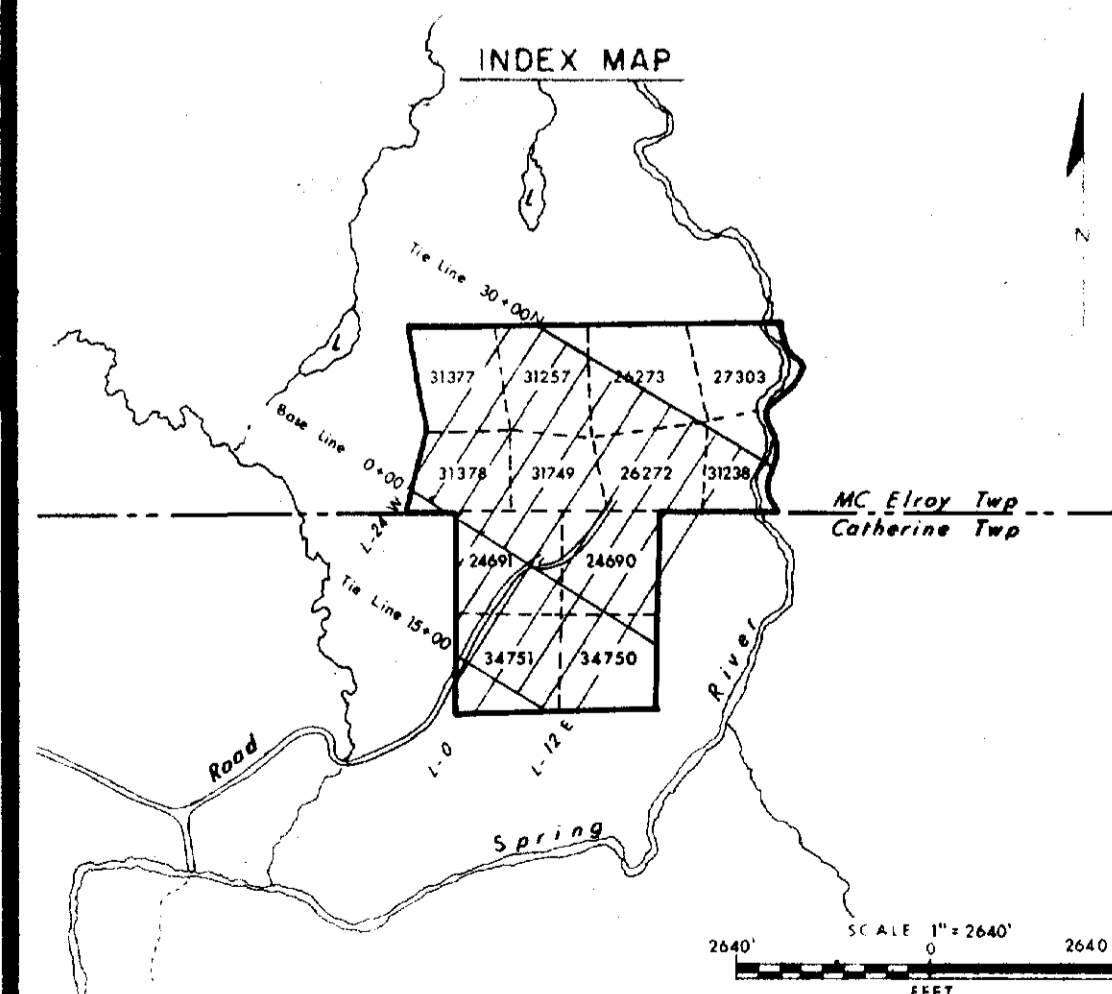 INDEX MAP
L
L
L
N
Tie Line 30+00N
31377
31257
26273
27303
Base Line 0+00
31378
31749
26272
31238
L-24 W
MC Elroy Twp
Catherine Twp
24691
24690
Tie Line 15+00
34751
34750
River
Road
L-0
L-12 E
Spring
SCALE 1"=2640'
2640'
0
2640
FEET